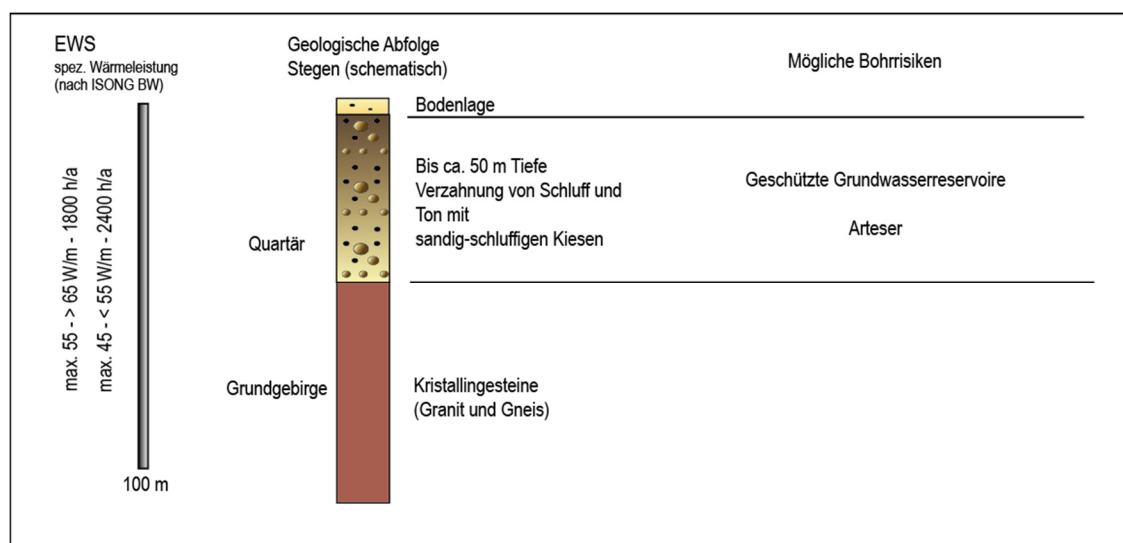 EWS
spez. Wärmeleistung
(nach ISONG BW)
max. 55 - > 65 W/m - 1800 h/a
max. 45 - < 55 W/m - 2400 h/a
100 m
Geologische Abfolge
Stegen (schematisch)
Mögliche Bohrrisiken
Bodenlage
Quartär
Bis ca. 50 m Tiefe
Verzahnung von Schluff und
Ton mit
sandig-schluffigen Kiesen
Geschützte Grundwasserreservoire
Arteser
Grundgebirge
Kristallingesteine
(Granit und Gneis)